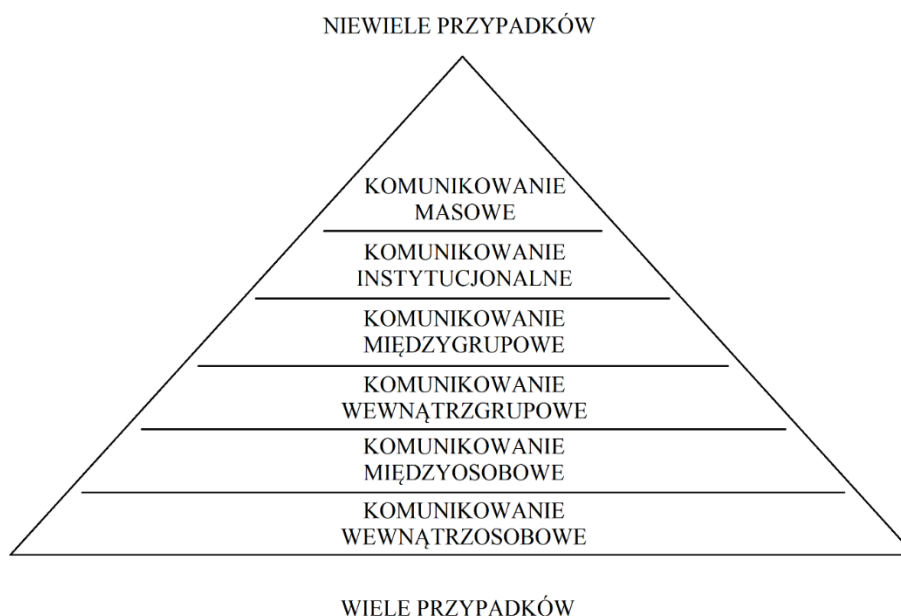 NIEWIELE PRZYPADKÓW
KOMUNIKOWANIE
MASOWE
KOMUNIKOWANIE
INSTYTUCJONALNE
KOMUNIKOWANIE
MIĘDZYGRUPOWE
KOMUNIKOWANIE
WEWNĄTRZGRUPOWE
KOMUNIKOWANIE
MIĘDZYOSOBOWE
KOMUNIKOWANIE
WEWNĄTRZOSOBOWE
WIELE PRZYPADKÓW